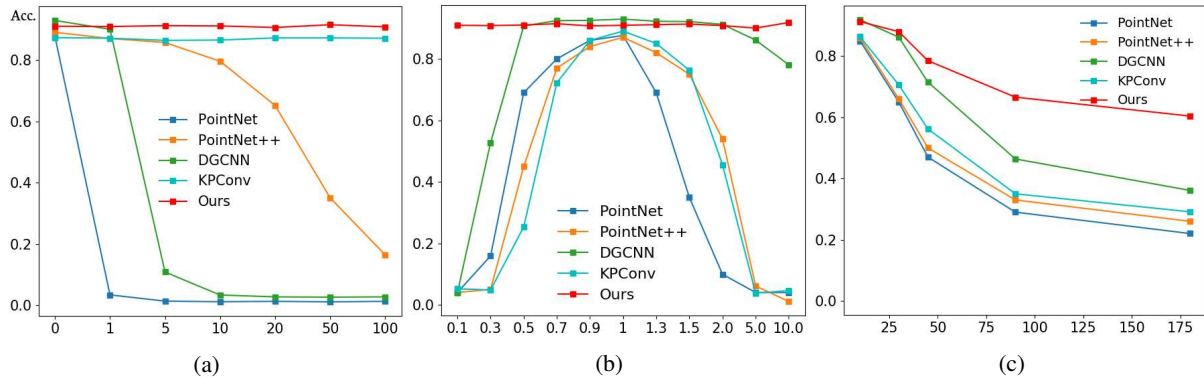 Acc.
0.8
0.6
0.4
0.2
0.0
PointNet
PointNet++
DGCNN
KPConv
Ours
0 1 5 10 20 50 100
(a)
0.8
0.6
0.4
0.2
0.0
PointNet
PointNet++
DGCNN
KPConv
Ours
0.1 0.3 0.5 0.7 0.9 1 1.3 1.5 2.0 5.0 10.0
(b)
0.8
0.6
0.4
0.2
0.0
PointNet
PointNet++
DGCNN
KPConv
Ours
25 50 75 100 125 150 175
(c)